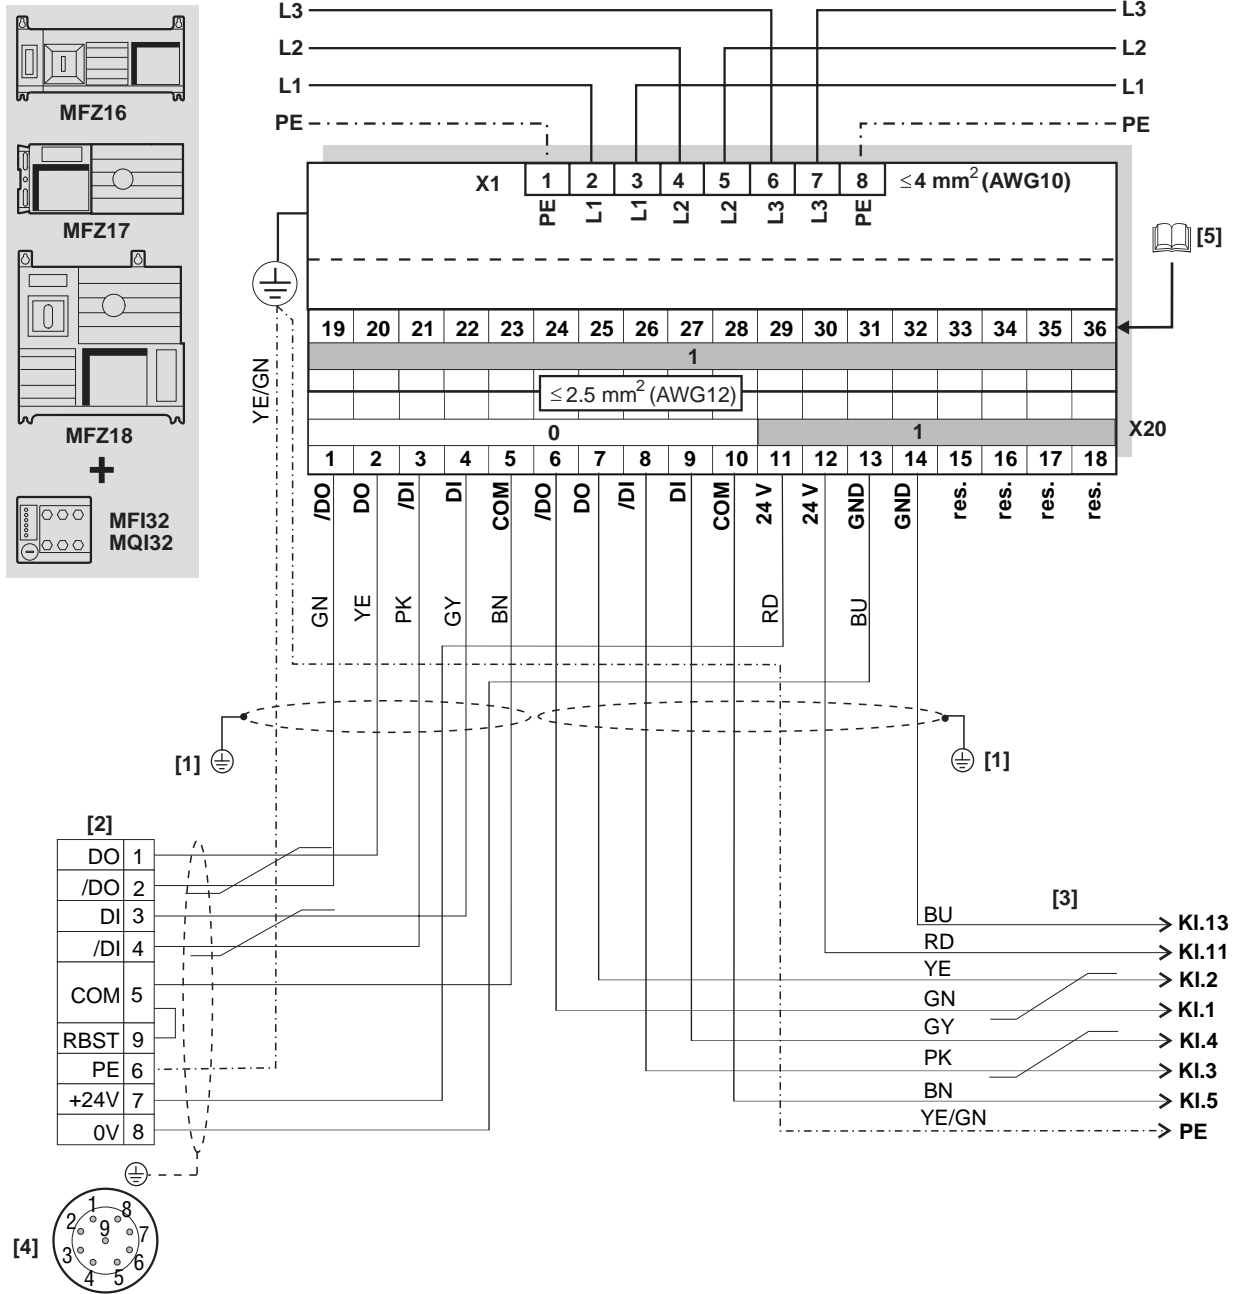 MFZ16
MFZ17
MFZ18
+
MFI32
MQI32
L3 L3
L2 L2
L1 L1
PE PE
X1 1 2 3 4 5 6 7 8 ≤4 mm2 (AWG10)
PE L1 L1 L2 L2 L3 L3 PE
[5]
19 20 21 22 23 24 25 26 27 28 29 30 31 32 33 34 35 36
1
≤2.5 mm2 (AWG12)
0 1 X20
1 2 3 4 5 6 7 8 9 10 11 12 13 14 15 16 17 18
/DO DO /DI DI COM /DO DO /DI DI COM 24 V 24 V GND GND res. res. res. res.
YE/GN
GN YE PK GY BN RD BU
[1] [1]
[2]
DO 1
/DO 2
DI 3
/DI 4
COM 5
RBST 9
PE 6
+24V 7
0V 8
[3]
BU KI.13
RD KI.11
YE KI.2
GN KI.1
GY KI.4
PK KI.3
BN KI.5
YE/GN PE
[4]
1 8
2 9 7
3 6
4 5